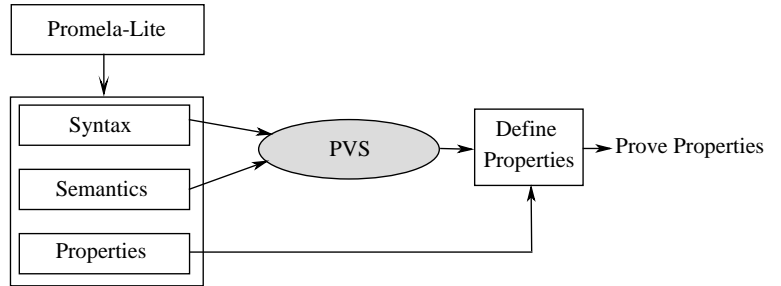 Promela-Lite
Syntax
Semantics
Properties
PVS
Define
Properties
Prove Properties